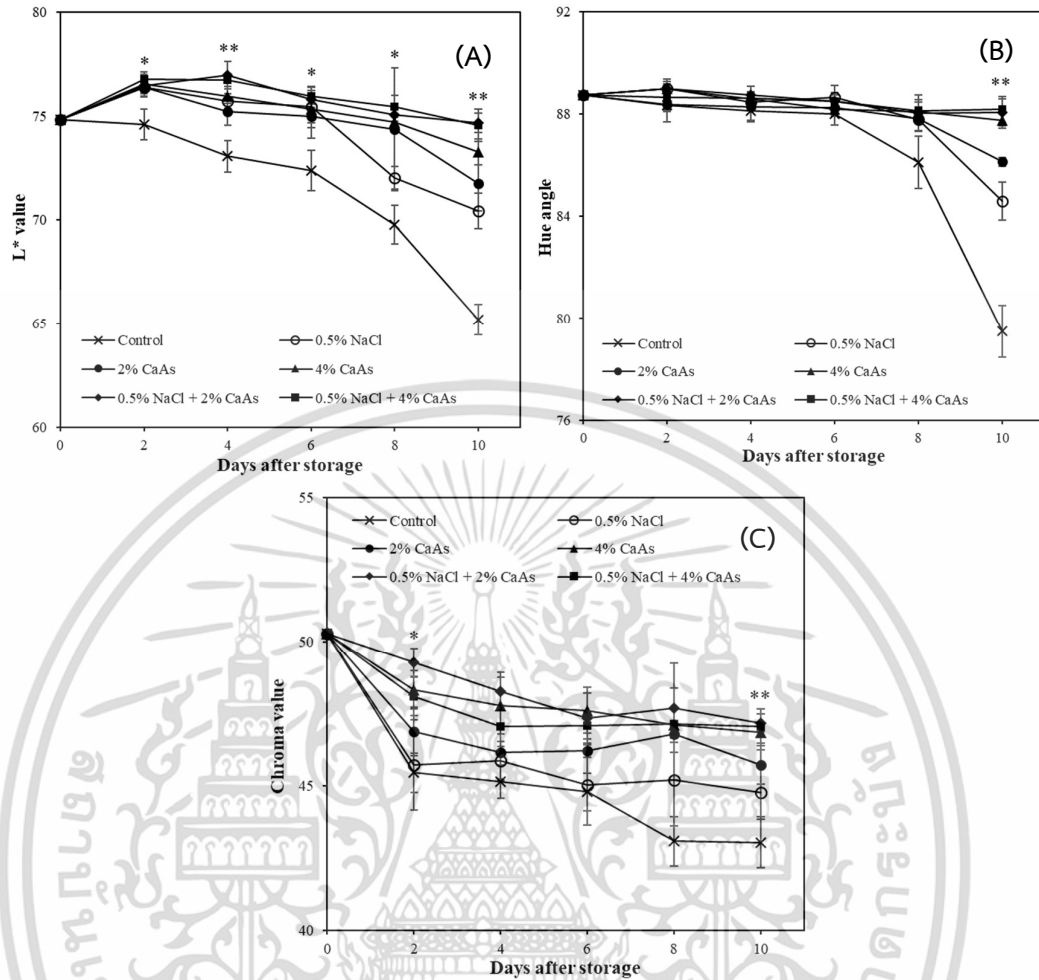 (A)
80
75
70
65
60
L* value
* ** * * **
Control 0.5% NaCl
2% CaAs 4% CaAs
0.5% NaCl + 2% CaAs 0.5% NaCl + 4% CaAs
0 2 4 6 8 10
Days after storage
(B)
92
88
84
80
76
Hue angle
**
Control 0.5% NaCl
2% CaAs 4% CaAs
0.5% NaCl + 2% CaAs 0.5% NaCl + 4% CaAs
0 2 4 6 8 10
Days after storage
(C)
55
50
45
40
Chroma value
Control 0.5% NaCl
2% CaAs 4% CaAs
0.5% NaCl + 2% CaAs 0.5% NaCl + 4% CaAs
* **
0 2 4 6 8 10
Days after storage